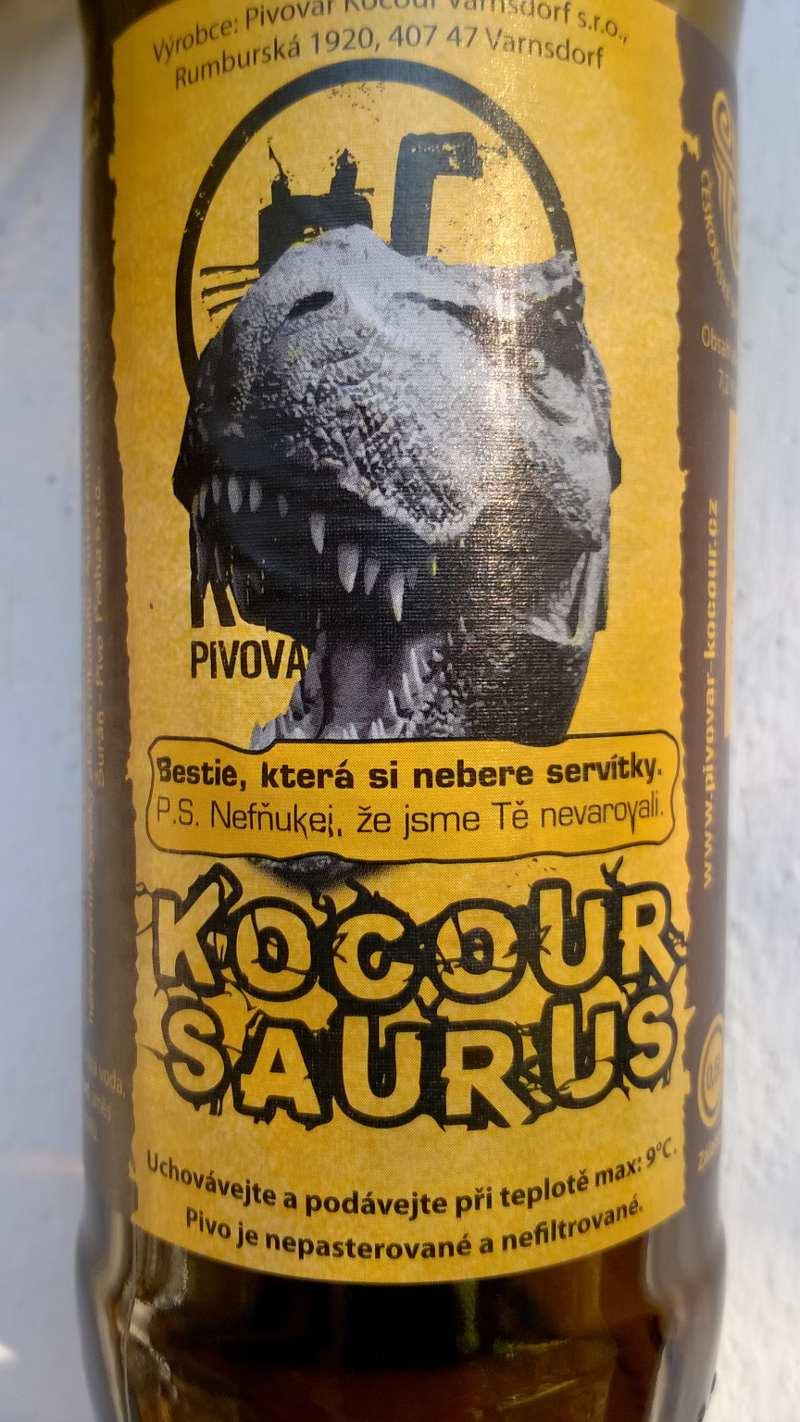 Výrobce: Pivovar Kocour Varnsdorf s.r.o.,
Rumburská 1920, 407 47 Varnsdorf
PIVOVA
Bestie, která si nebere servítky.
P.S. Nefňukej, že jsme Tě nevarovali.
KOCOUR
SAURUS
Uchovávejte a podávejte při teplotě max: 9°C.
Pivo je nepasterované a nefiltrované.
www.pivovar-kocour.cz